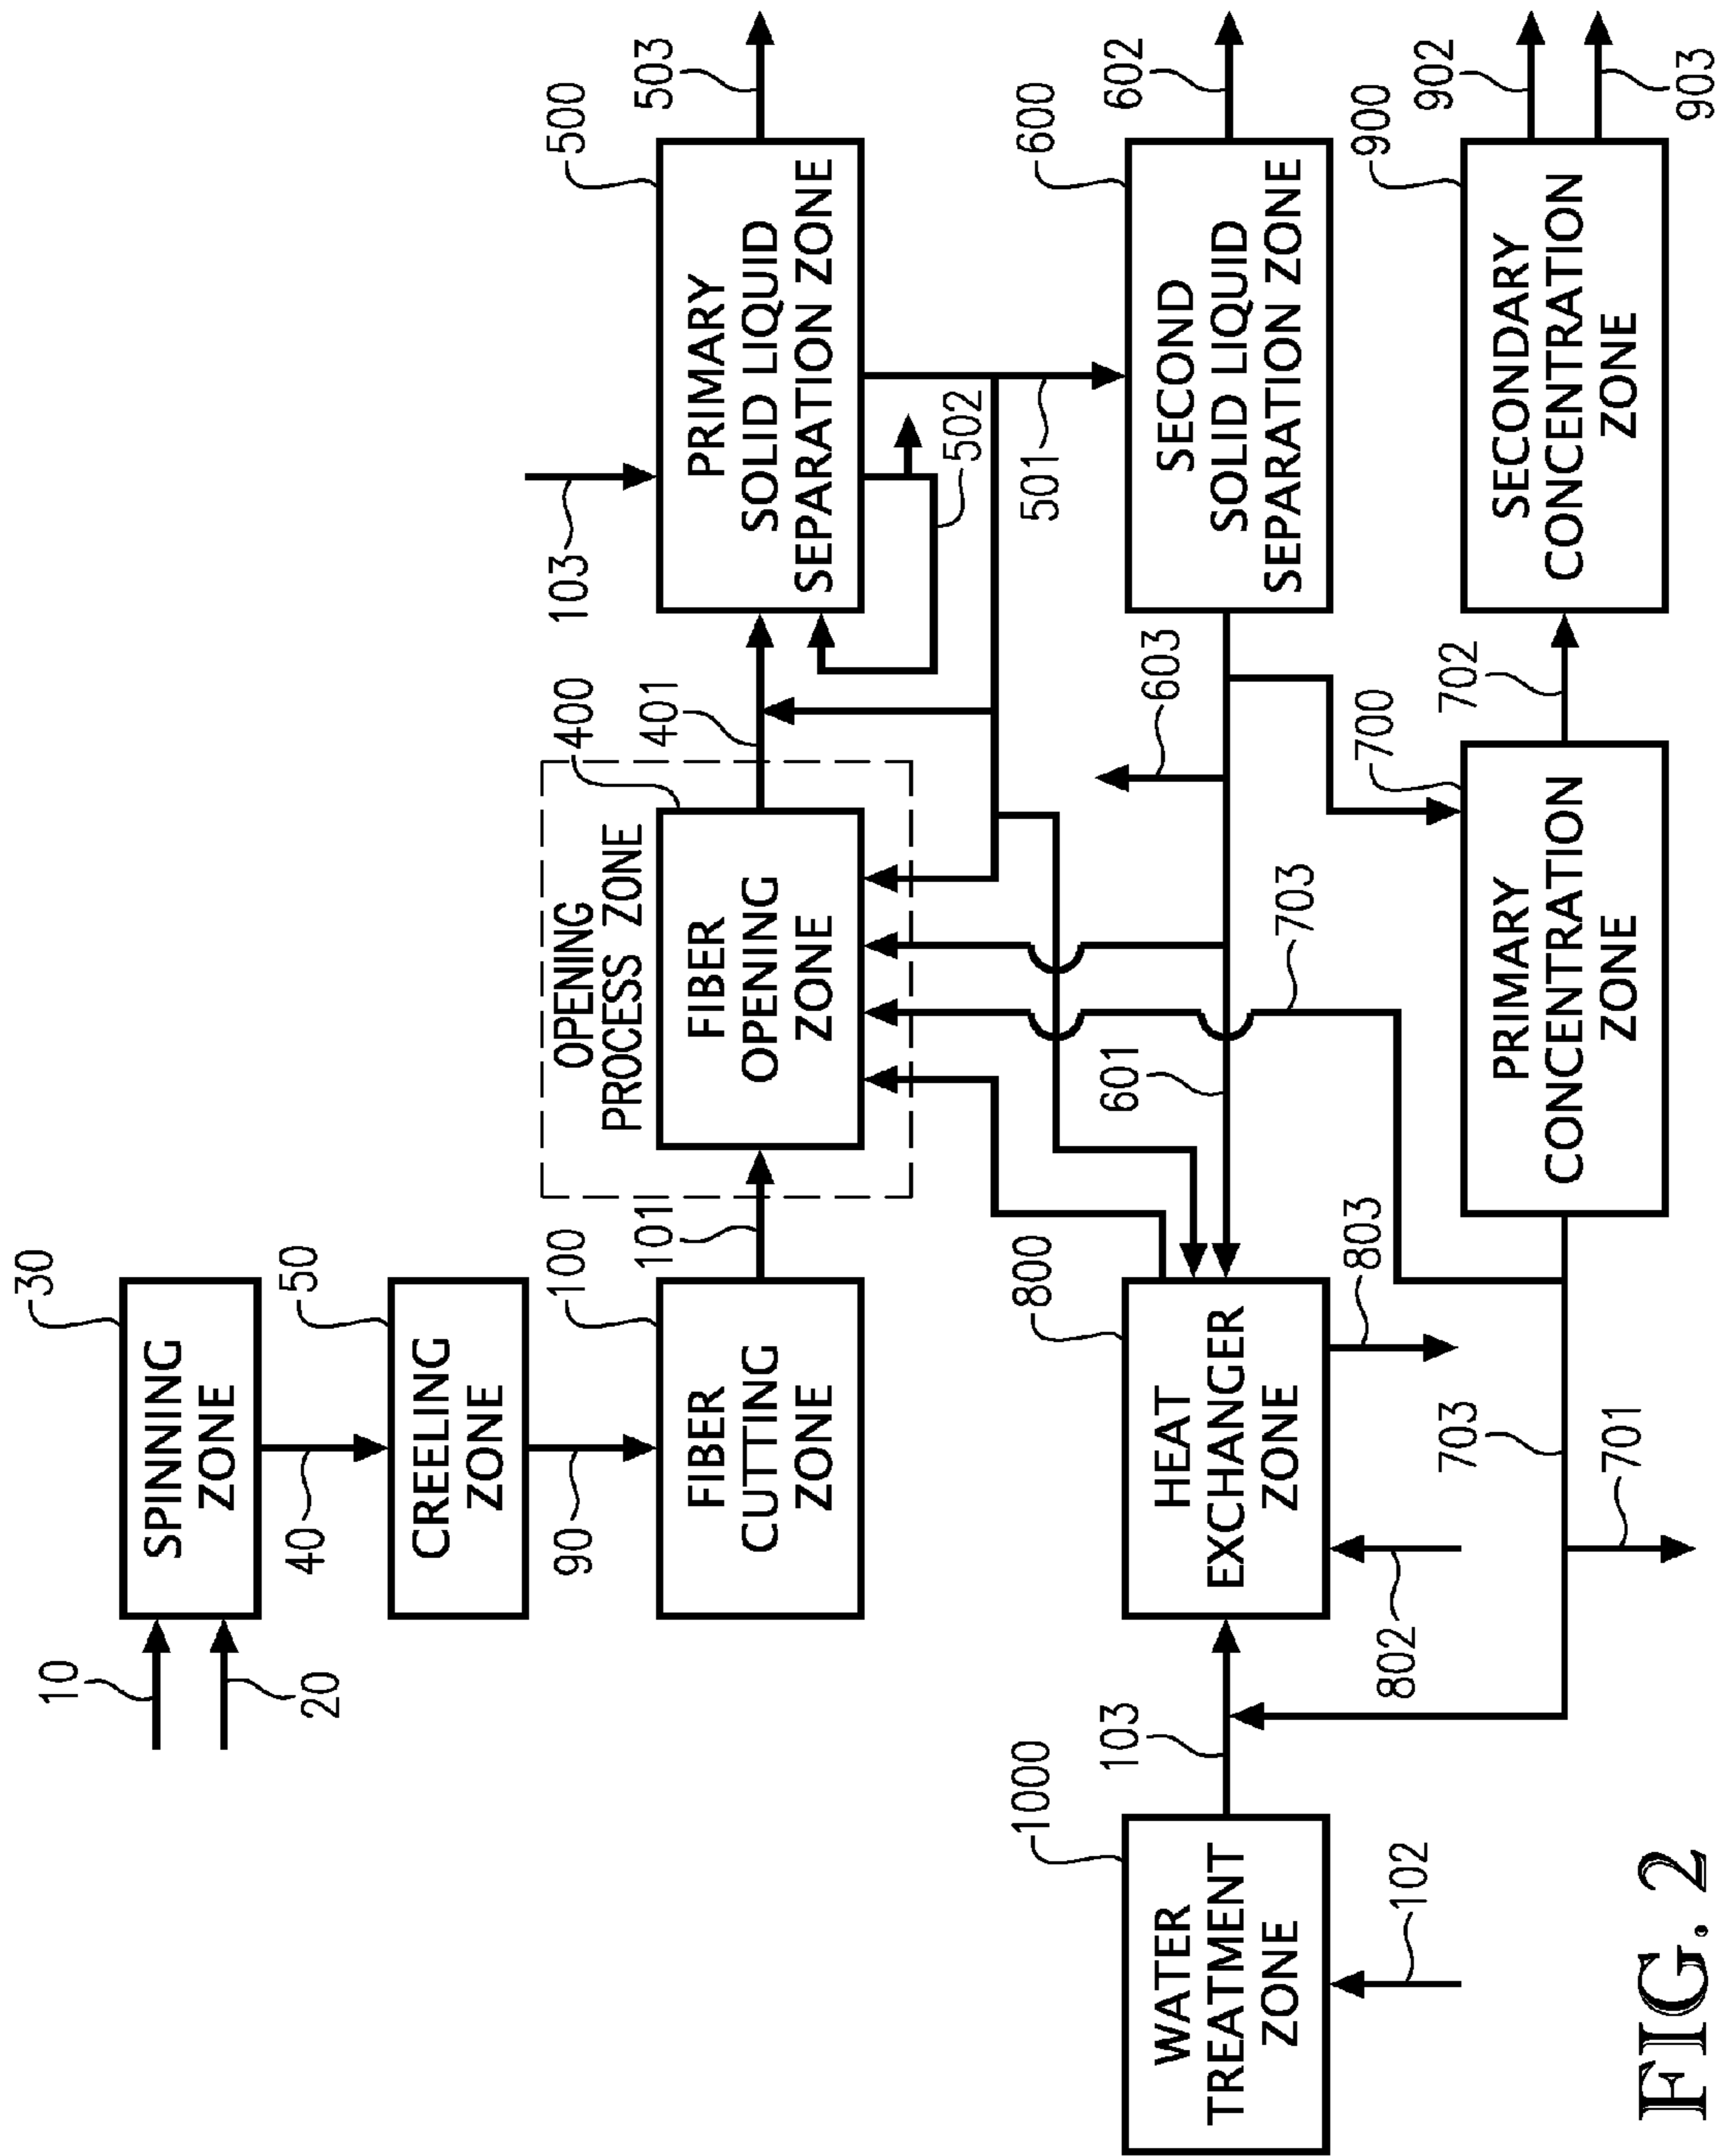 10
20
SPINNING
ZONE
30
40
CREELING
ZONE
50
90
FIBER
CUTTING
ZONE
100
101
OPENING
PROCESS ZONE
FIBER
OPENING
ZONE
400
401
103
PRIMARY
SOLID LIQUID
SEPARATION ZONE
500
503
502
501
WATER
TREATMENT
ZONE
1000
102
103
HEAT
EXCHANGER
ZONE
800
802
803
601
603
SECOND
SOLID LIQUID
SEPARATION ZONE
600
602
703
703
701
PRIMARY
CONCENTRATION
ZONE
700
702
SECONDARY
CONCENTRATION
ZONE
900
902
903
FIG. 2